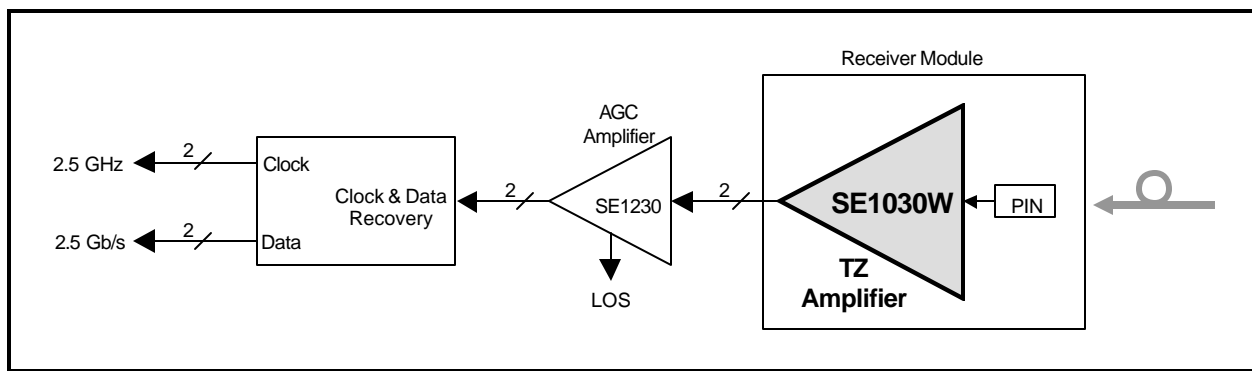 Receiver Module
AGC
Amplifier
2.5 GHz
2
Clock
2.5 Gb/s
2
Data
Clock & Data
Recovery
2
SE1230
LOS
2
SE1030W
TZ
Amplifier
PIN